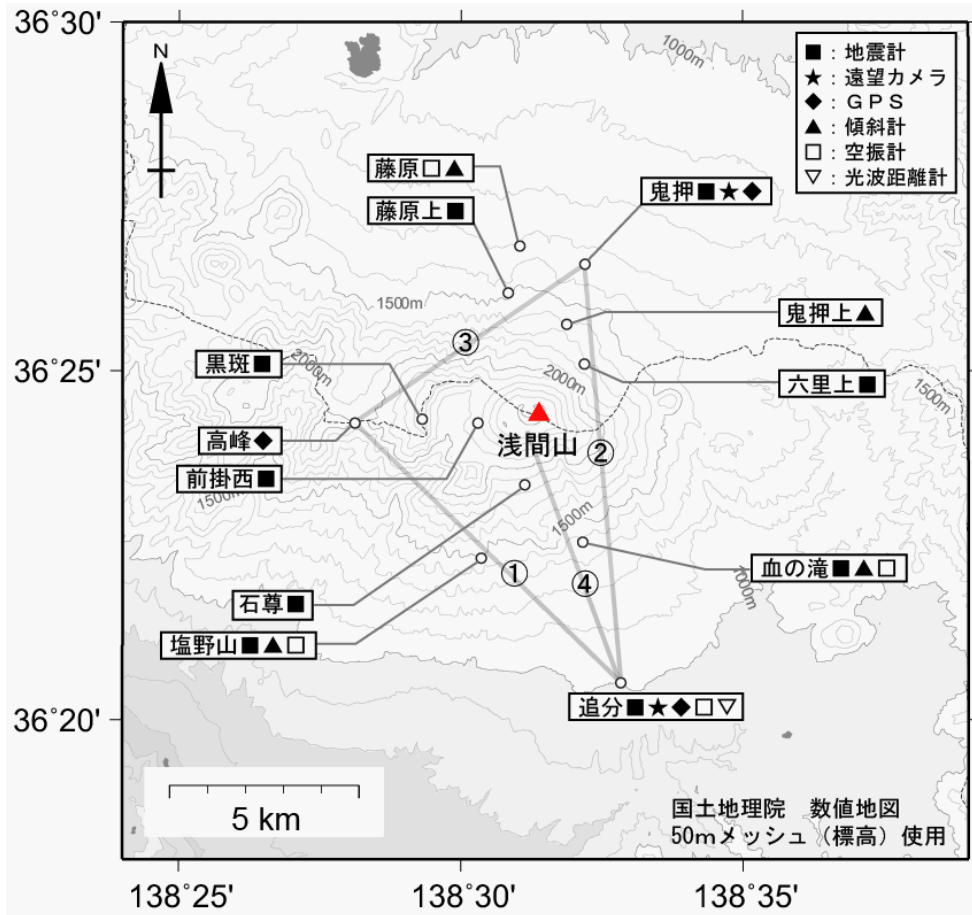 36°30'
36°25'
36°20'
138°25'
138°30'
138°35'
N
1000m
■：地震計
★：遠望カメラ
◆：ＧＰＳ
▲：傾斜計
□：空振計
▽：光波距離計
藤原□▲
鬼押■★◆
藤原上■
1500m
鬼押上▲
③
黒斑■
2000m
2000m
六里上■
1500m
高峰◆
浅間山
②
前掛西■
1500m
1500m
血の滝■▲□
1000m
①
④
石尊■
塩野山■▲□
追分■★◆□▽
5 km
国土地理院　数値地図
50mメッシュ（標高）使用